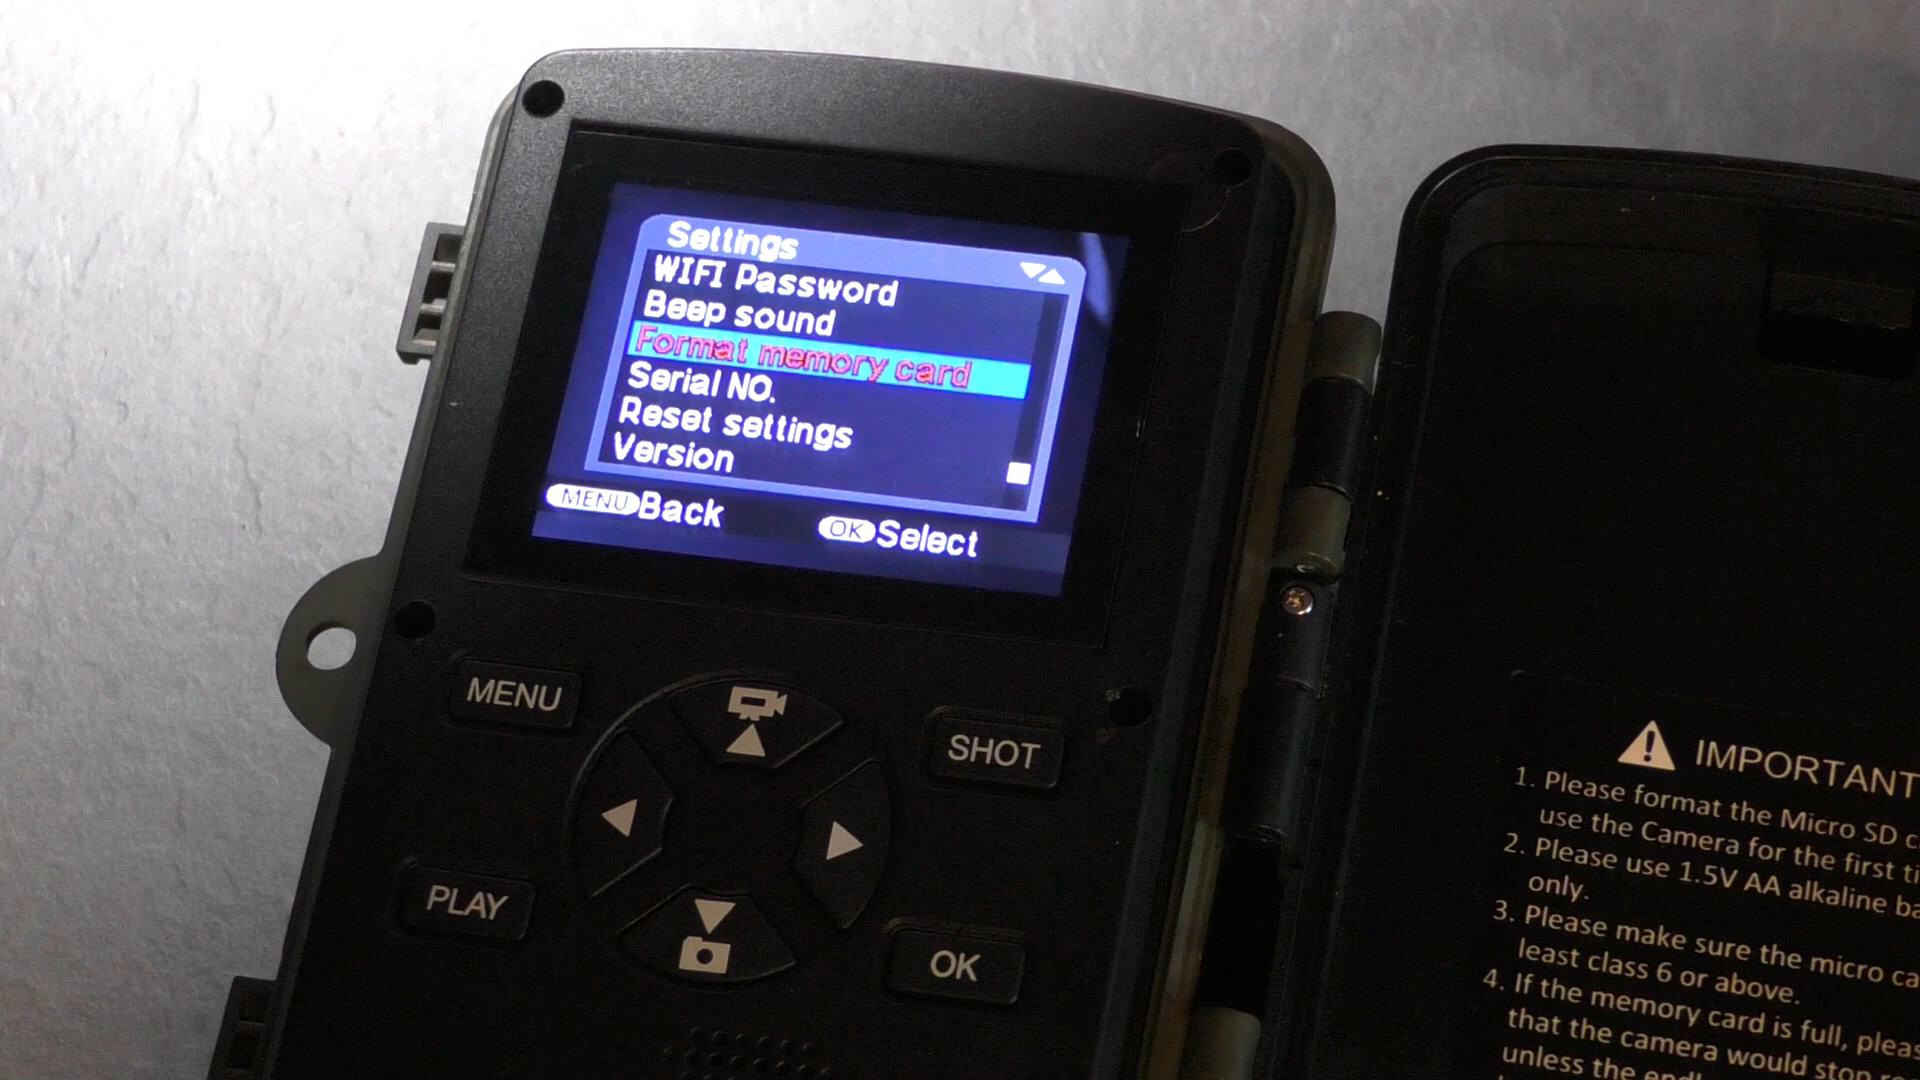 Settings
WIFI Password
Beep sound
Format memory card
Serial NO.
Reset settings
Version
MENU Back
OK Select
MENU
SHOT
PLAY
OK
IMPORTANT
1. Please format the Micro SD
use the Camera for the first
2. Please use 1.5V AA alkaline
only.
3. Please make sure the micro
least class 6 or above.
4. If the memory card is full,
that the camera would stop
unless the